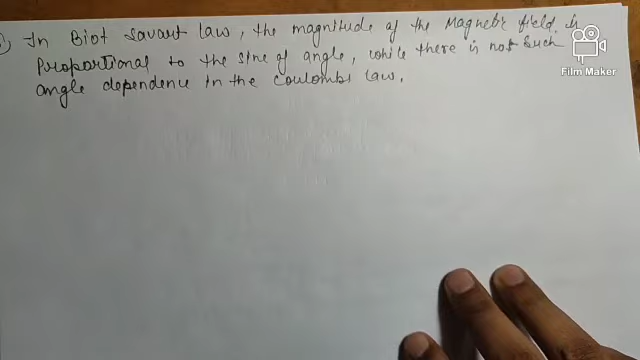 In Biot Savart law, the magnitude of the Magnetic field is
Proportional to the sine of angle, while there is not such
angle dependence in the Coulombs law.
Film Maker